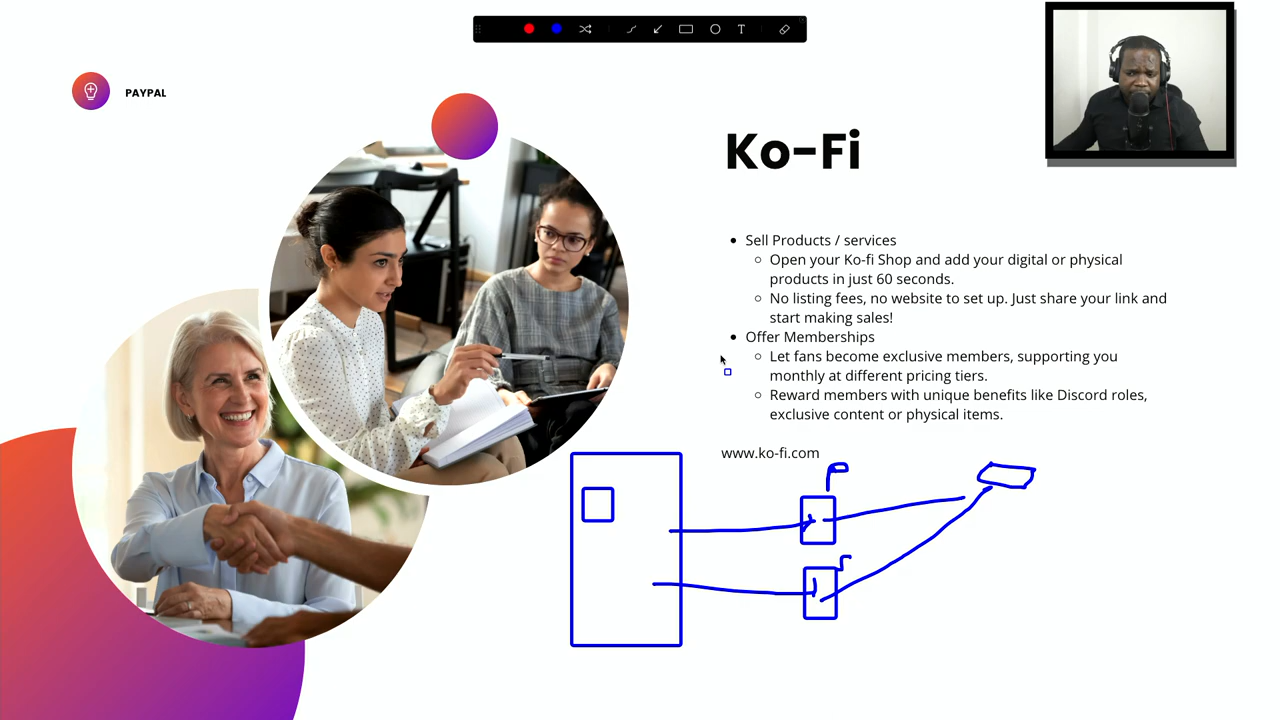 PAYPAL
Ko-Fi
Sell Products / services
Open your Ko-fi Shop and add your digital or physical
products in just 60 seconds.
No listing fees, no website to set up. Just share your link and
start making sales!
Offer Memberships
Let fans become exclusive members, supporting you
monthly at different pricing tiers.
Reward members with unique benefits like Discord roles,
exclusive content or physical items.
www.ko-fi.com